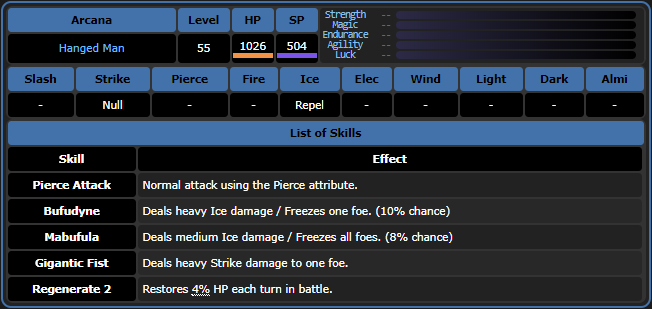 Arcana Level HP SP
Hanged Man 55 1026 504
Strength --
Magic --
Endurance --
Agility --
Luck --
Slash Strike Pierce Fire Ice Elec Wind Light Dark Almi
- Null - - Repel - - - - -
List of Skills
Skill Effect
Pierce Attack Normal attack using the Pierce attribute.
Bufudyne Deals heavy Ice damage / Freezes one foe. (10% chance)
Mabufula Deals medium Ice damage / Freezes all foes. (8% chance)
Gigantic Fist Deals heavy Strike damage to one foe.
Regenerate 2 Restores 4% HP each turn in battle.